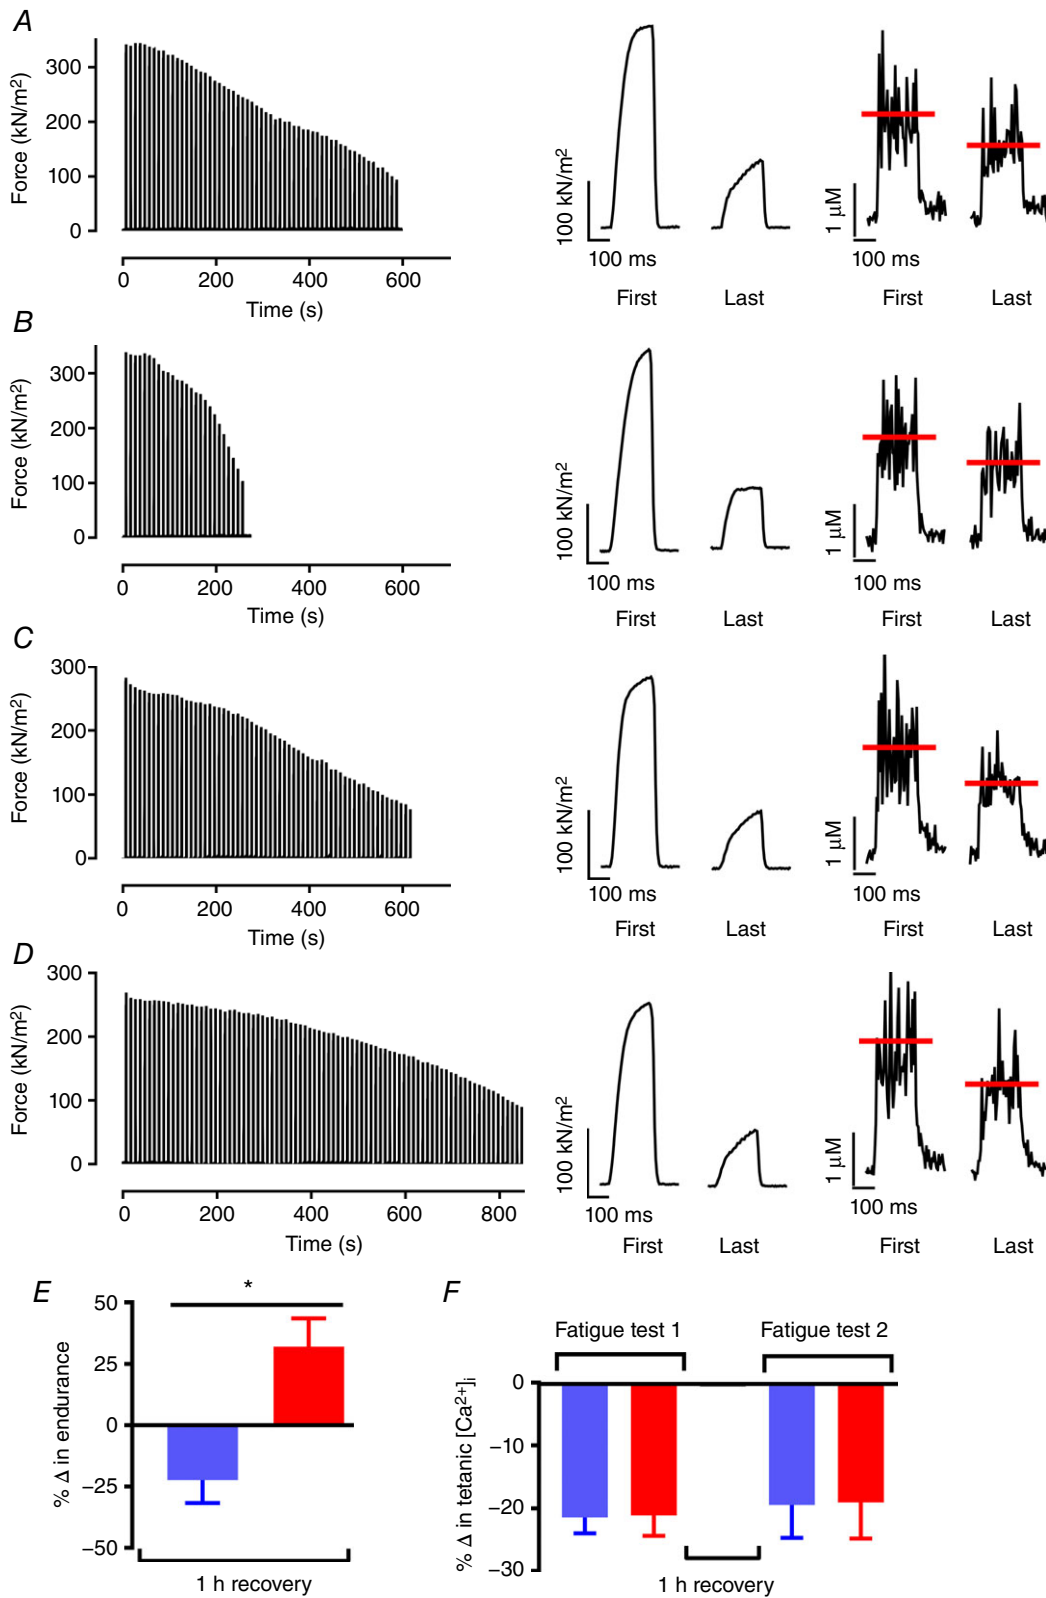 A
Force (kN/m²)
300
200
100
0
0 200 400 600
Time (s)
100 kN/m²
100 ms
First Last
1 µM
100 ms
First Last
B
Force (kN/m²)
300
200
100
0
0 200 400 600
Time (s)
100 kN/m²
100 ms
First Last
1 µM
100 ms
First Last
C
Force (kN/m²)
300
200
100
0
0 200 400 600
Time (s)
100 kN/m²
100 ms
First Last
1 µM
100 ms
First Last
D
Force (kN/m²)
300
200
100
0
0 200 400 600 800
Time (s)
100 kN/m²
100 ms
First Last
1 µM
100 ms
First Last
E
% Δ in endurance
50
25
0
−25
−50
*
1 h recovery
F
% Δ in tetanic [Ca²⁺]ᵢ
Fatigue test 1 Fatigue test 2
0
−10
−20
−30
1 h recovery